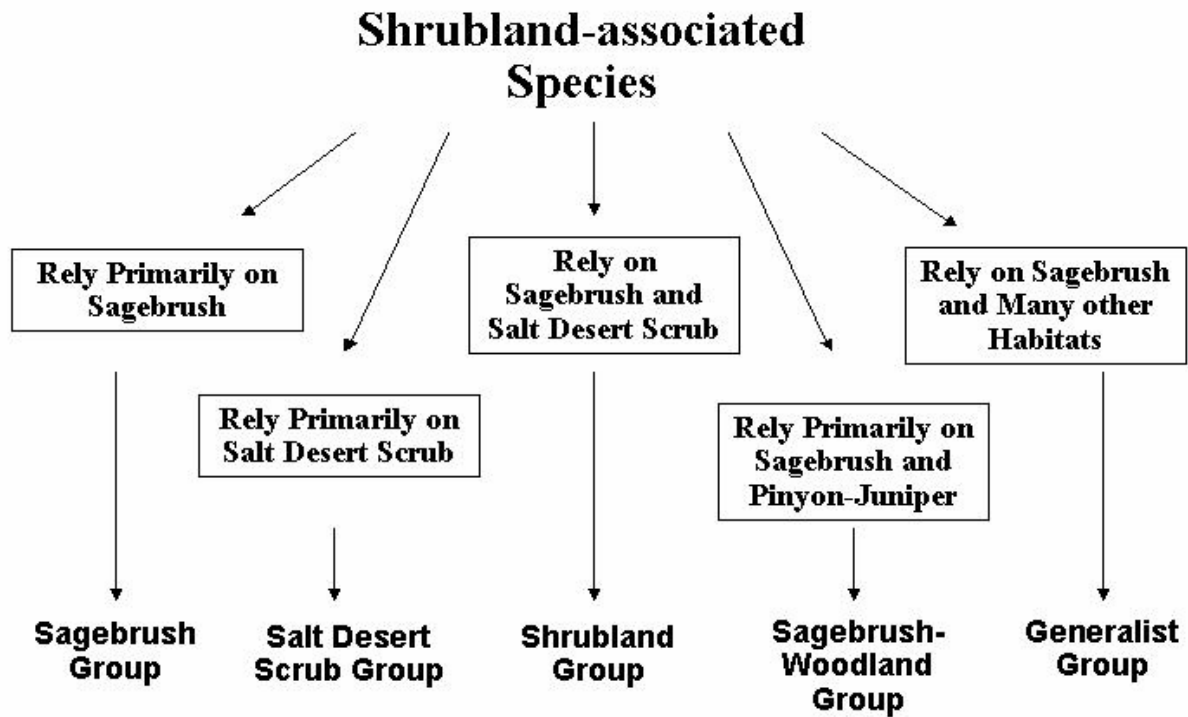 Shrubland-associated
Species
Rely Primarily on
Sagebrush
Rely Primarily on
Salt Desert Scrub
Rely on
Sagebrush and
Salt Desert Scrub
Rely Primarily on
Sagebrush and
Pinyon-Juniper
Rely on Sagebrush
and Many other
Habitats
Sagebrush
Group
Salt Desert
Scrub Group
Shrubland
Group
Sagebrush-
Woodland
Group
Generalist
Group